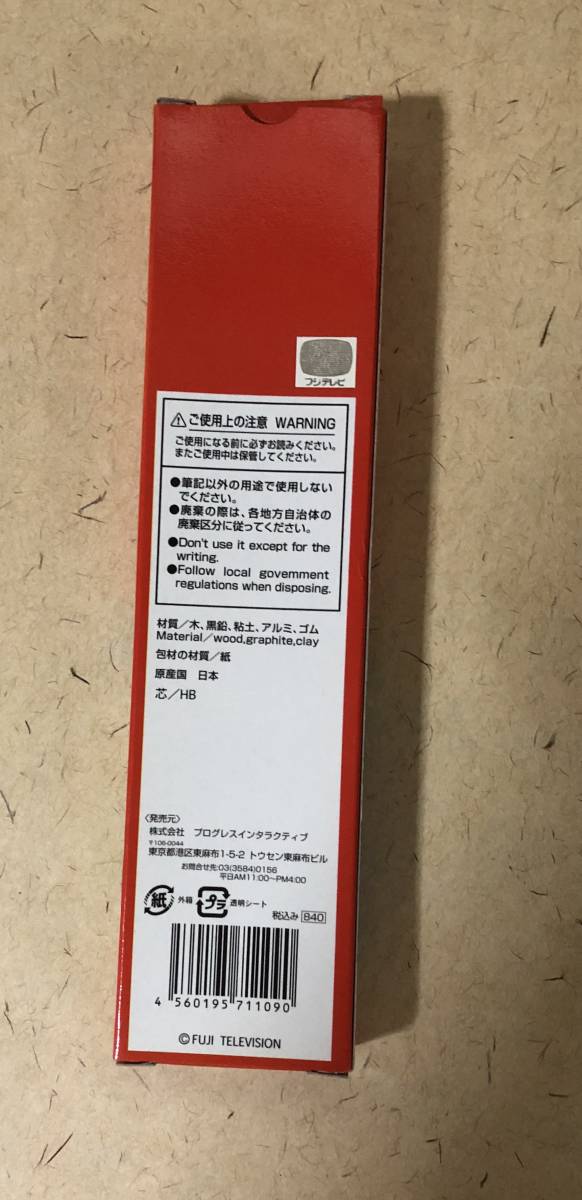 フジテレビ
⚠ご使用上の注意 WARNING
ご使用になる前に必ずお読みください。
またご使用中は保管してください。
●筆記以外の用途で使用しない
でください。
●廃棄の際は、各地方自治体の
廃棄区分に従ってください。
●Don't use it except for the
writing.
●Follow local government
regulations when disposing.
材質／木、黒鉛、粘土、アルミ、ゴム
Material／wood,graphite,clay
包材の材質／紙
原産国 日本
芯／HB
〈発売元〉
株式会社 プログレスインタラクティブ
〒106-0044
東京都港区東麻布1-5-2 トウセン東麻布ビル
お問合せ先:03(3584)0156
平日AM11:00〜PM4:00
紙 外箱 プラ 透明シート
税込み 840
4 560195 711090
©FUJI TELEVISION